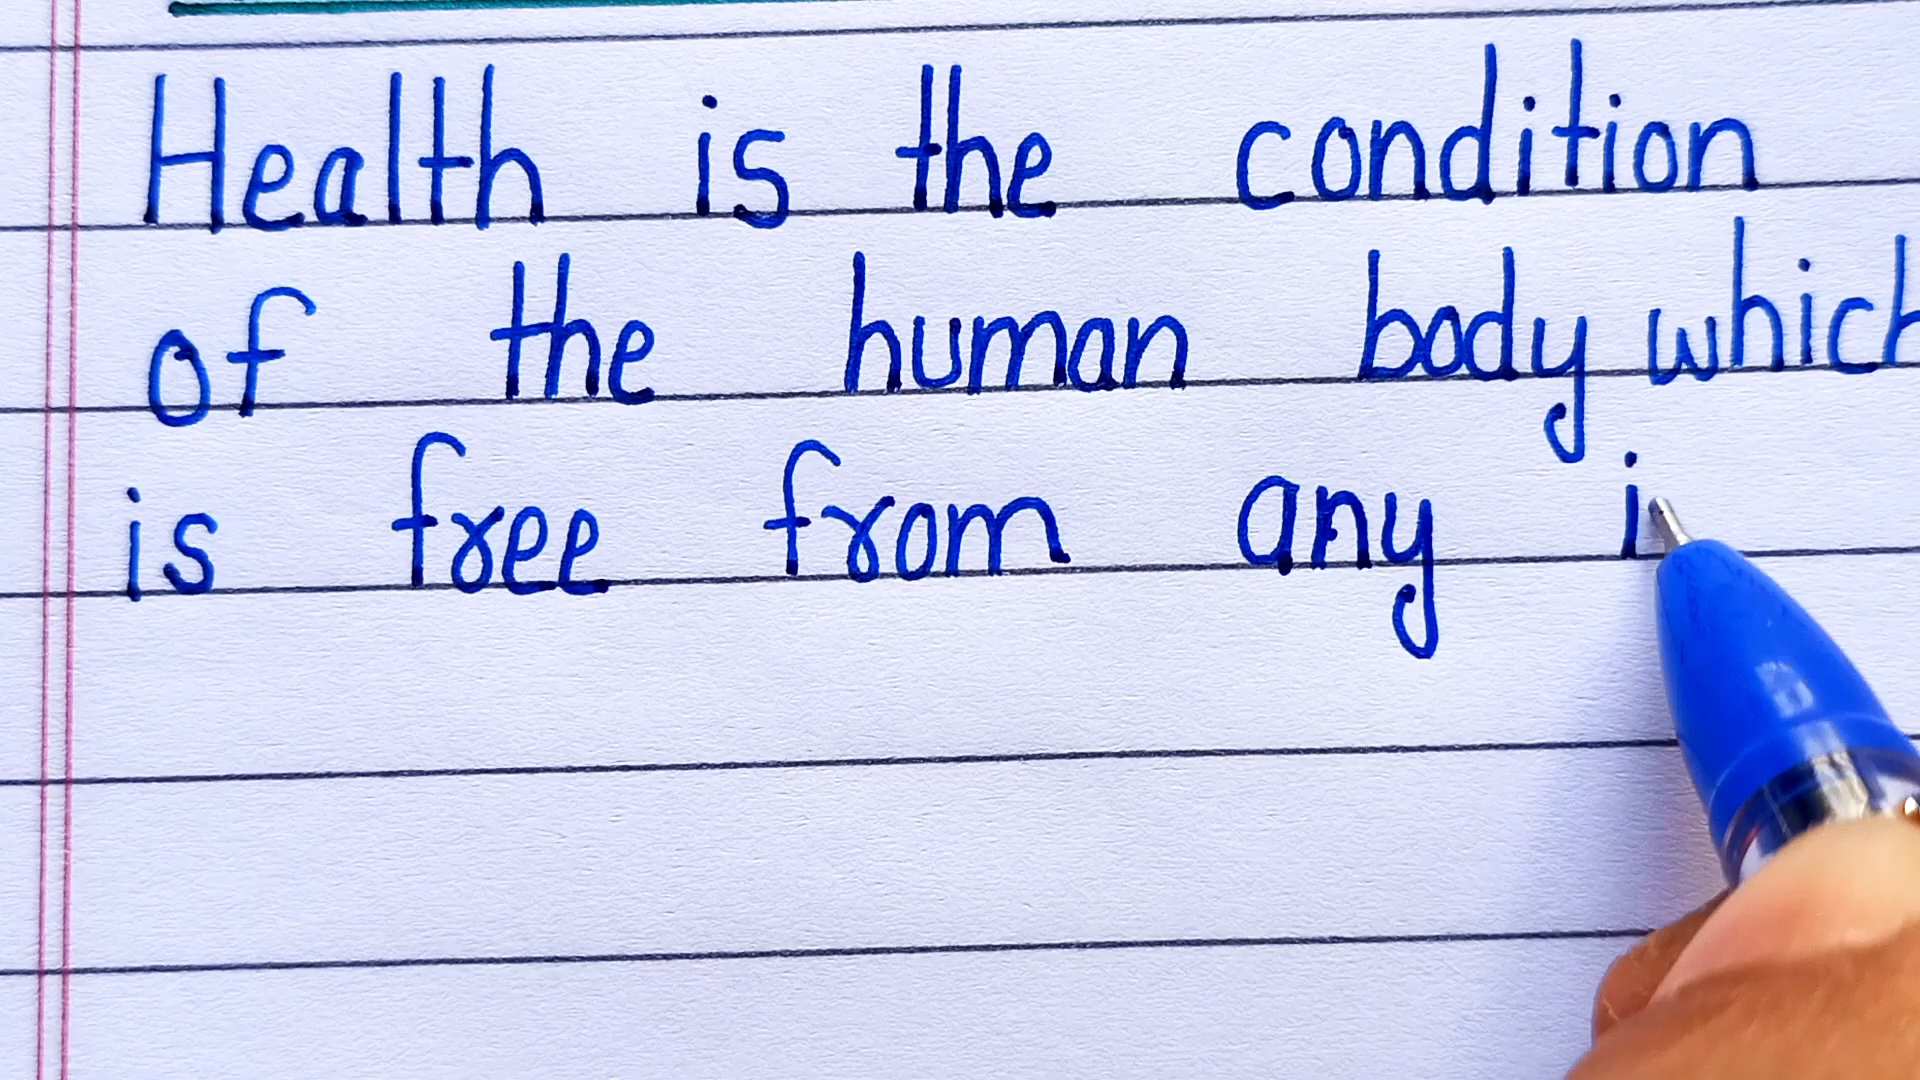 Health is the condition
of the human body which
is free from any i